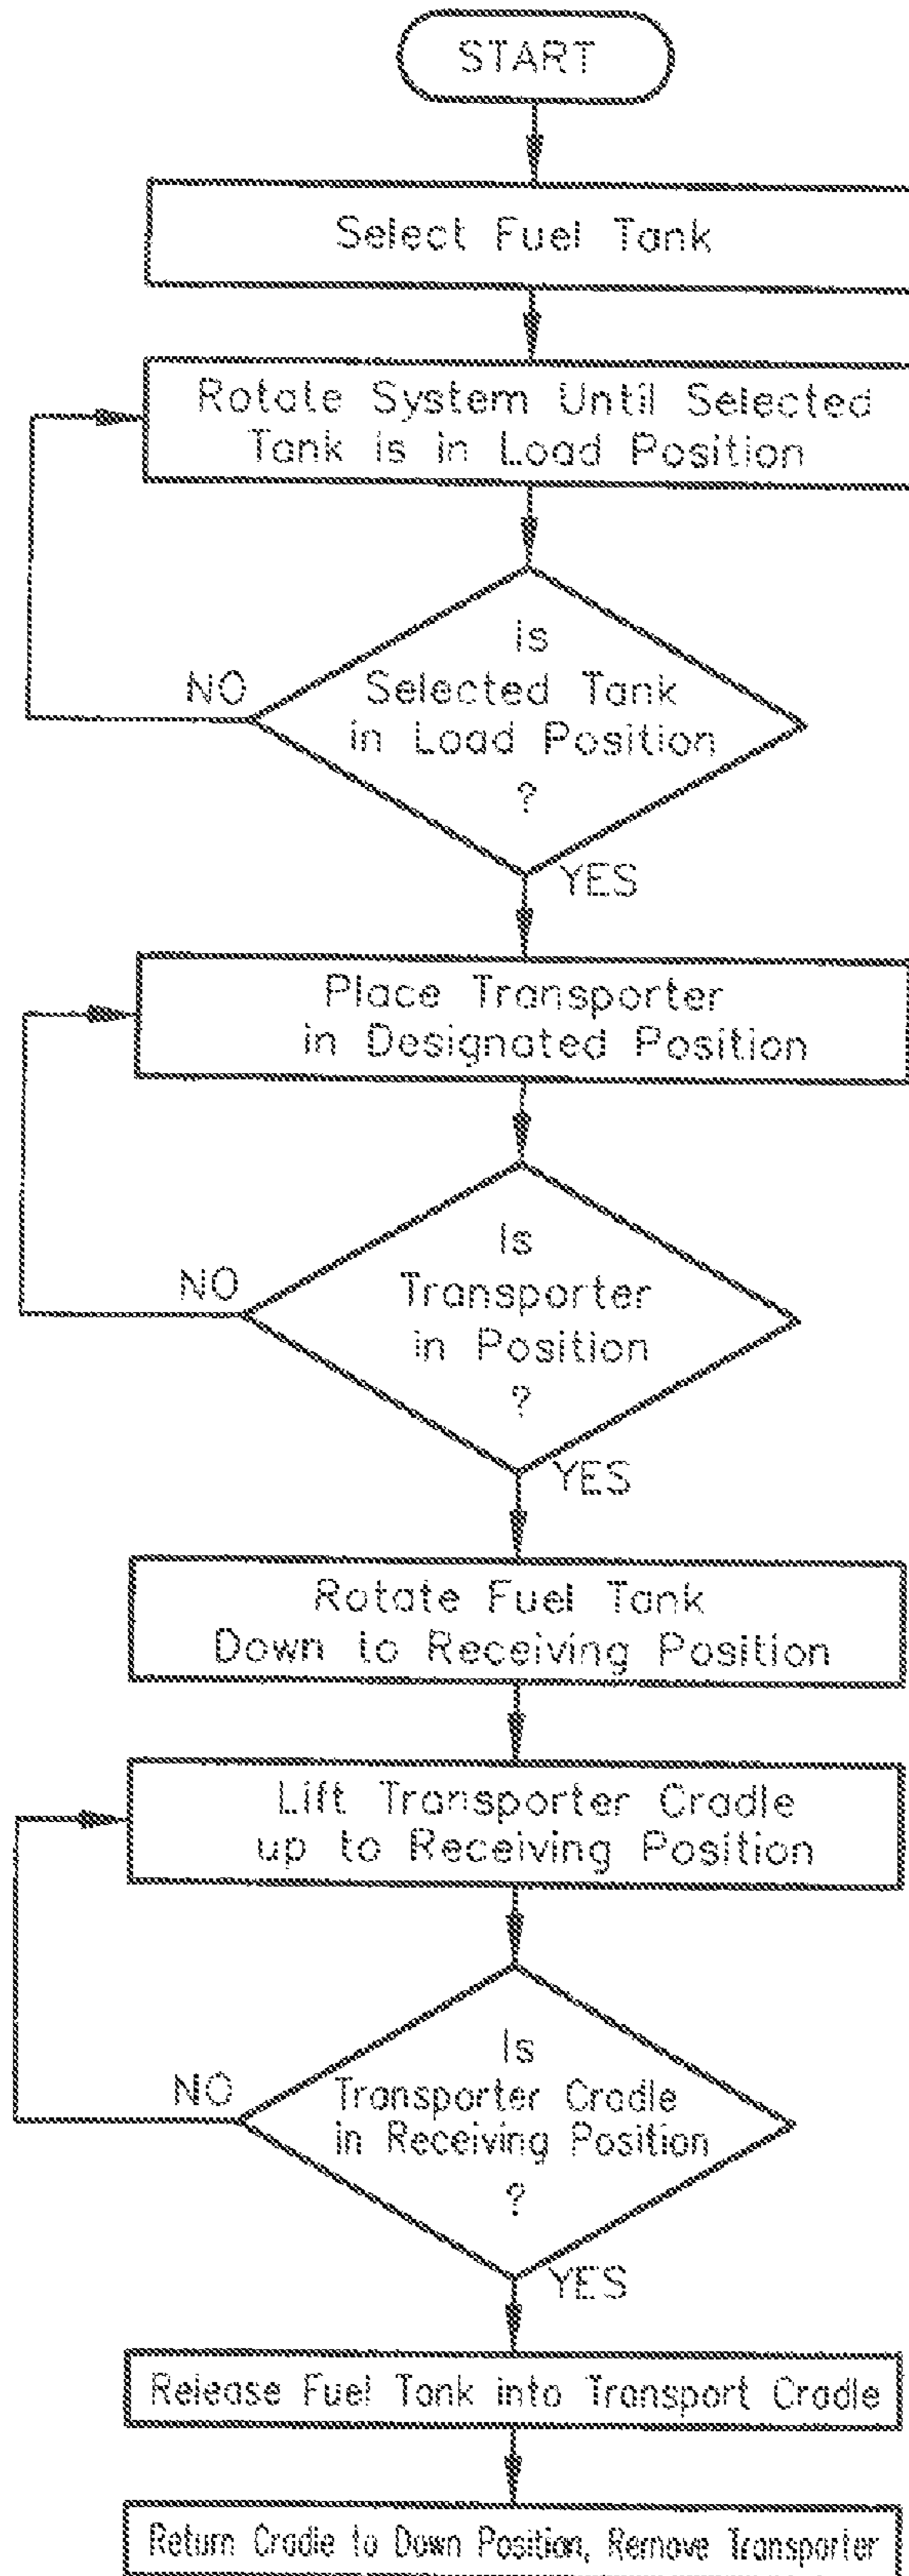 START
Select Fuel Tank
Rotate System Until Selected
Tank is in Load Position
is
Selected Tank
in Load Position
?
NO
YES
Place Transporter
in Designated Position
Is
Transporter
in Position
?
NO
YES
Rotate Fuel Tank
Down to Receiving Position
Lift Transporter Cradle
up to Receiving Position
Is
Transporter Cradle
in Receiving Position
?
NO
YES
Release Fuel Tank into Transport Cradle
Return Cradle to Down Position, Remove Transporter